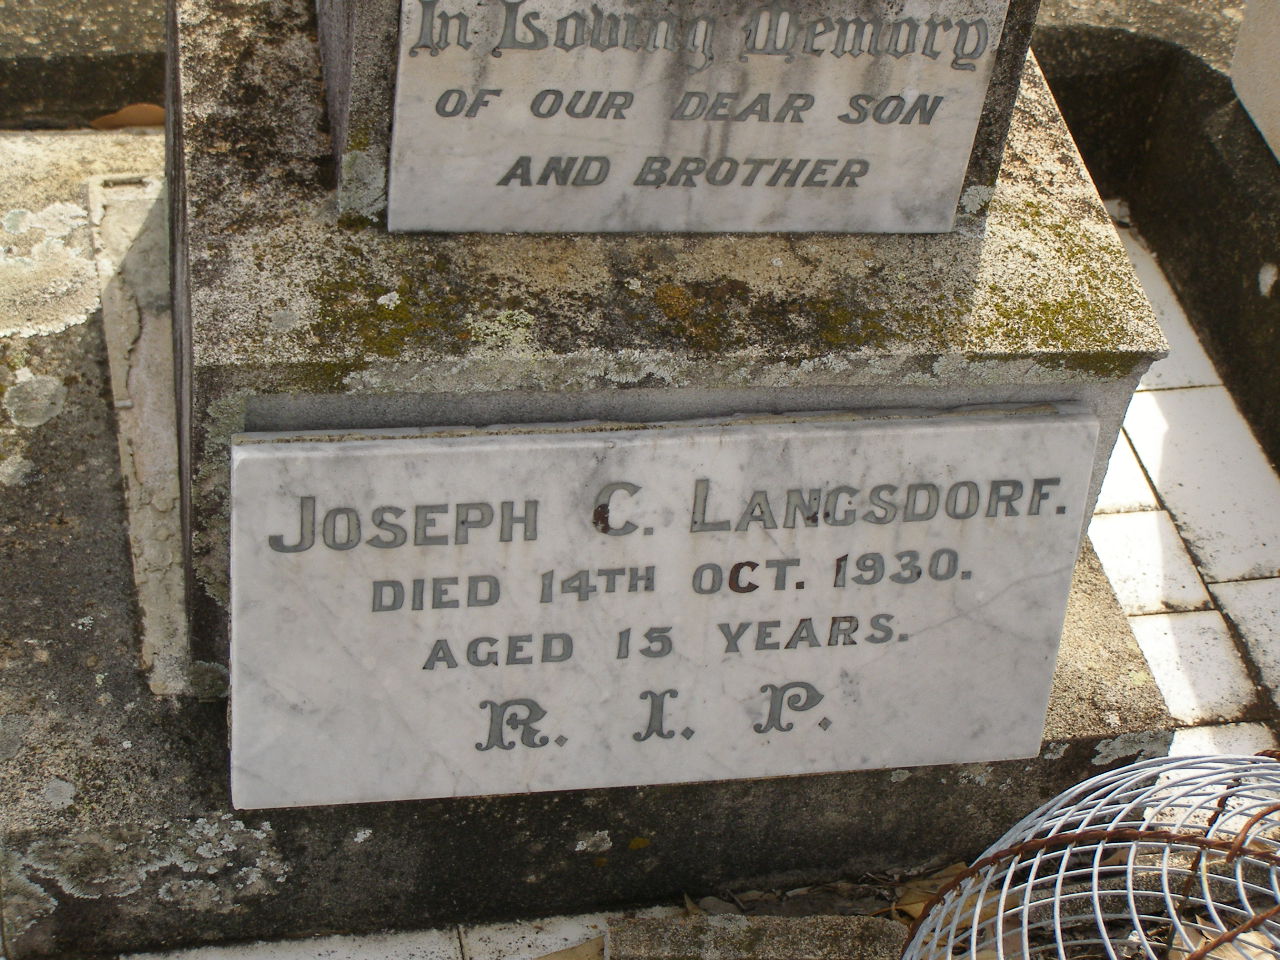 In Loving Memory
OF OUR DEAR SON
AND BROTHER
JOSEPH C. LANGSDORF.
DIED 14TH OCT. 1930.
AGED 15 YEARS.
R. I. P.